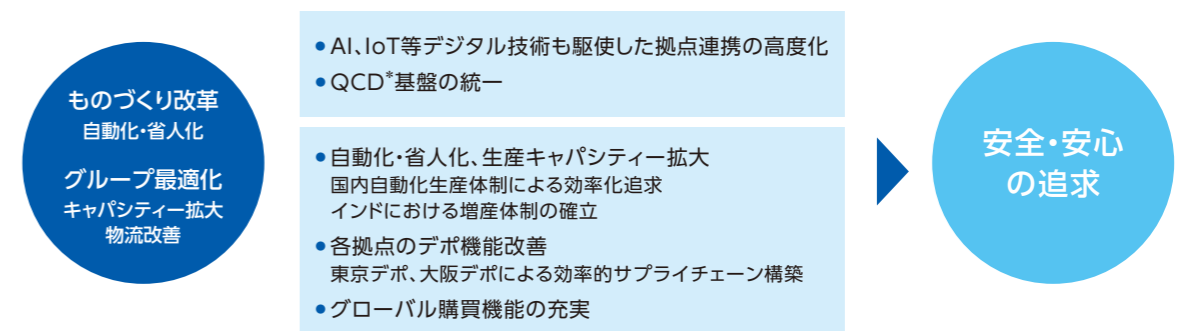 ものづくり改革
自動化・省人化
グループ最適化
キャパシティー拡大
物流改善
●AI、IoT等デジタル技術も駆使した拠点連携の高度化
●QCD*基盤の統一
●自動化・省人化、生産キャパシティー拡大
国内自動化生産体制による効率化追求
インドにおける増産体制の確立
●各拠点のデポ機能改善
東京デポ、大阪デポによる効率的サプライチェーン構築
●グローバル購買機能の充実
安全・安心
の追求